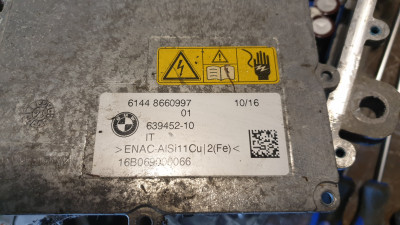 6144 8660997 10/16
01
639452-10
IT
>ENAC-AlSi11Cu|2(Fe)<